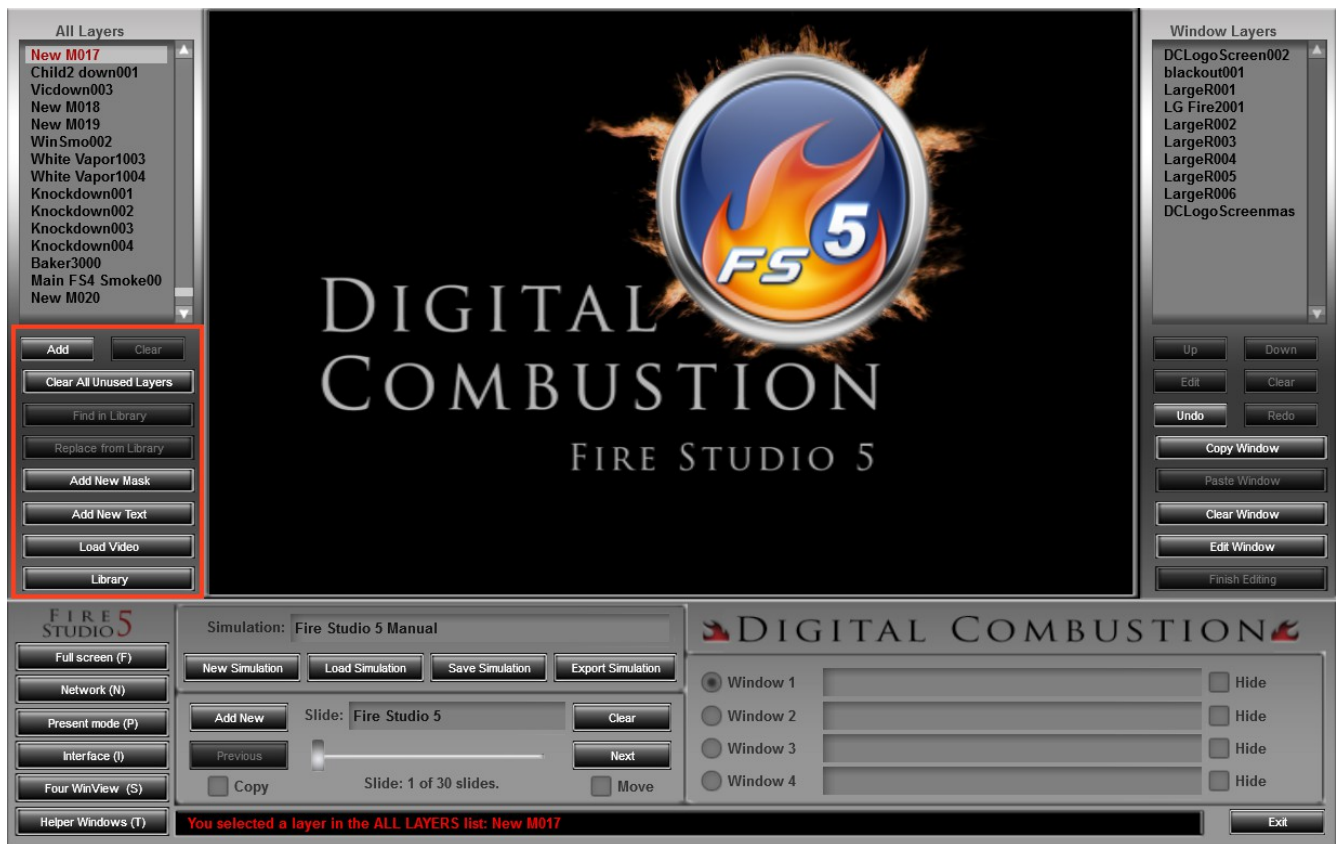 All Layers
New M017
Child2 down001
Vicdown003
New M018
New M019
WinSmo002
White Vapor1003
White Vapor1004
Knockdown001
Knockdown002
Knockdown003
Knockdown004
Baker3000
Main FS4 Smoke00
New M020
Add Clear
Clear All Unused Layers
Find in Library
Replace from Library
Add New Mask
Add New Text
Load Video
Library
FS5
DIGITAL
COMBUSTION
FIRE STUDIO 5
Window Layers
DCLogoScreen002
blackout001
LargeR001
LG Fire2001
LargeR002
LargeR003
LargeR004
LargeR005
LargeR006
DCLogoScreenmas
Up Down
Edit Clear
Undo Redo
Copy Window
Paste Window
Clear Window
Edit Window
Finish Editing
FIRE
STUDIO 5
Full screen (F)
Network (N)
Present mode (P)
Interface (I)
Four WinView (S)
Helper Windows (T)
Simulation: Fire Studio 5 Manual
New Simulation Load Simulation Save Simulation Export Simulation
Add New Slide: Fire Studio 5 Clear
Previous Next
Copy Slide: 1 of 30 slides. Move
DIGITAL COMBUSTION
Window 1 Hide
Window 2 Hide
Window 3 Hide
Window 4 Hide
You selected a layer in the ALL LAYERS list: New M017
Exit